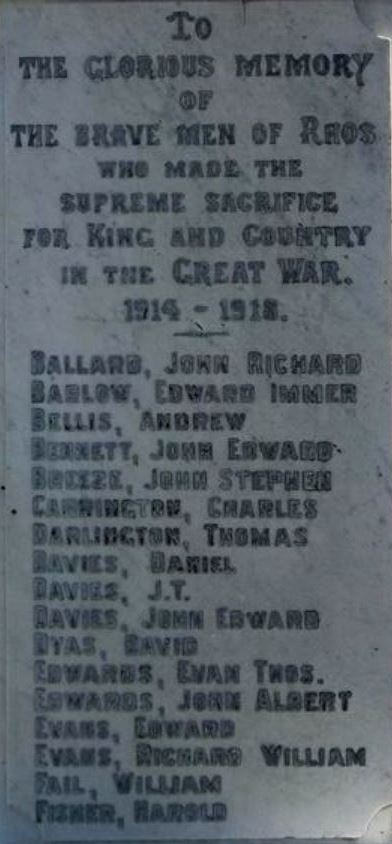 TO
THE GLORIOUS MEMORY
OF
THE BRAVE MEN OF RHOS
WHO MADE THE
SUPREME SACRIFICE
FOR KING AND COUNTRY
IN THE GREAT WAR.
1914 - 1918.
BALLARD, JOHN RICHARD
BARLOW, EDWARD IMMER
BELLIS, ANDREW
BENNETT, JOHN EDWARD
BREEZE, JOHN STEPHEN
CARRINGTON, CHARLES
DARLINGTON, THOMAS
DAVIES, DANIEL
DAVIES, J.T.
DAVIES, JOHN EDWARD
DYAS, DAVID
EDWARDS, EVAN THOS.
EDWARDS, JOHN ALBERT
EVANS, EDWARD
EVANS, RICHARD WILLIAM
FAIL, WILLIAM
FISHER, HAROLD